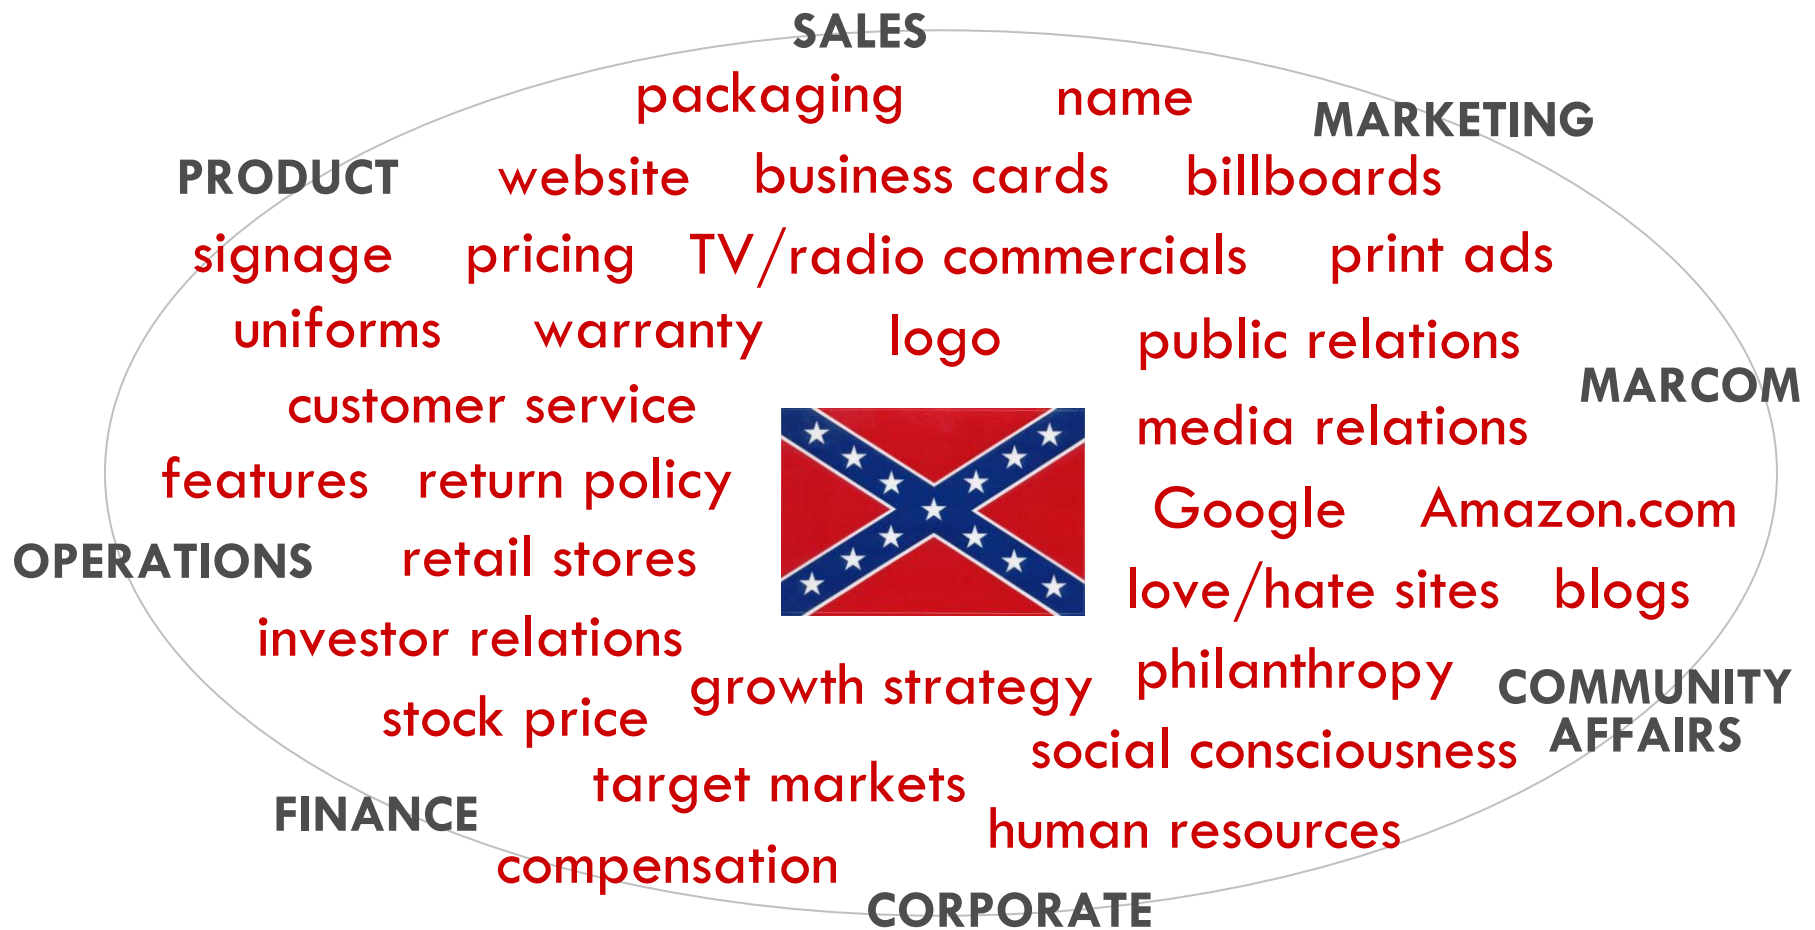 SALES
packaging name
MARKETING
PRODUCT
website business cards billboards
signage pricing TV/radio commercials print ads
uniforms warranty logo public relations
MARCOM
customer service
media relations
features return policy
Google Amazon.com
OPERATIONS
retail stores
love/hate sites blogs
investor relations
growth strategy philanthropy
COMMUNITY
AFFAIRS
stock price
social consciousness
target markets
FINANCE
human resources
compensation
CORPORATE